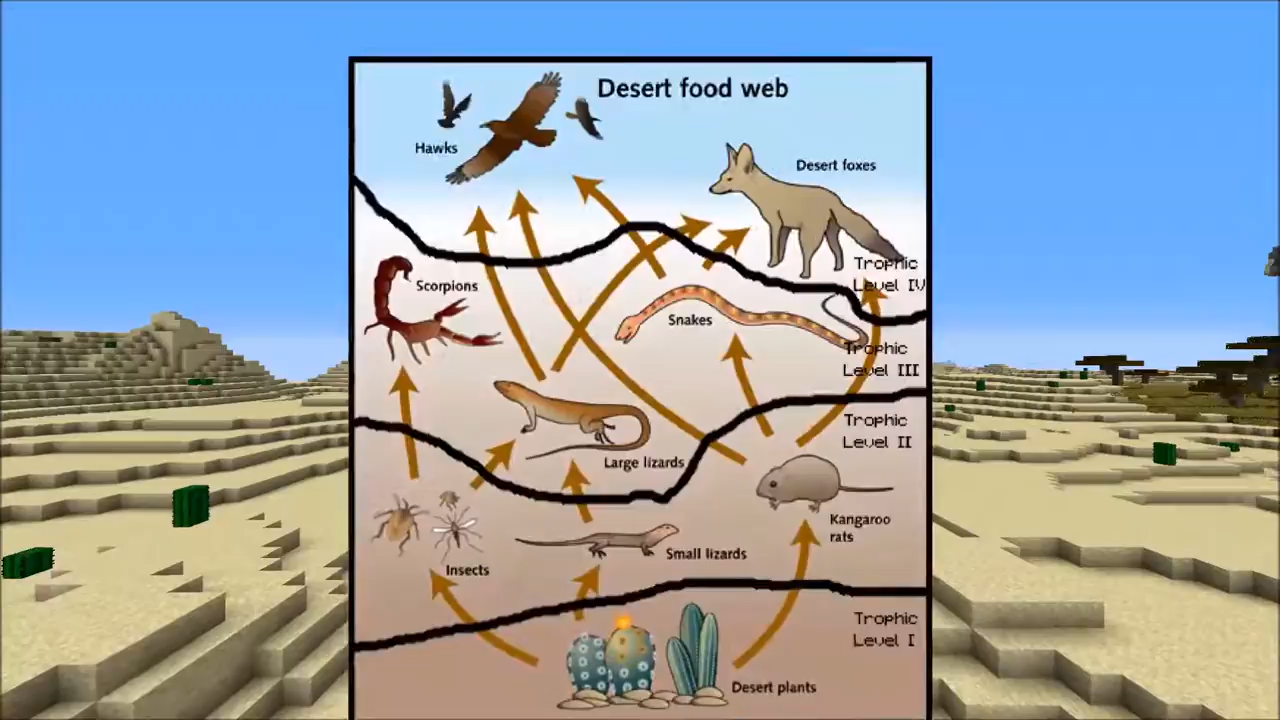 Desert food web
Hawks
Desert foxes
Trophic
Level IV
Scorpions
Snakes
Trophic
Level III
Trophic
Level II
Large lizards
Kangaroo
rats
Small lizards
Insects
Trophic
Level I
Desert plants